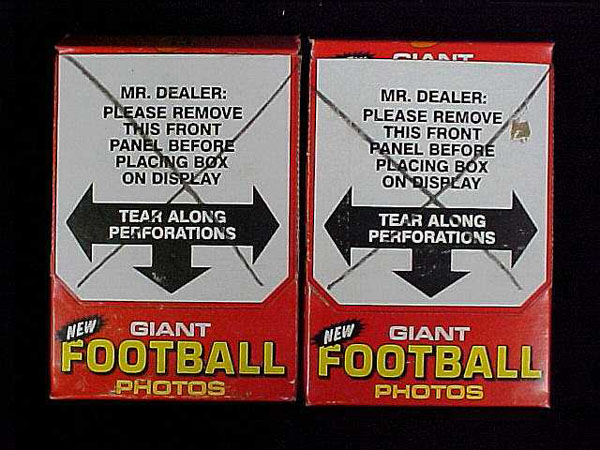 MR. DEALER:
PLEASE REMOVE
THIS FRONT
PANEL BEFORE
PLACING BOX
ON DISPLAY
TEAR ALONG
PERFORATIONS
NEW
GIANT
FOOTBALL
PHOTOS
NEW GIANT
MR. DEALER:
PLEASE REMOVE
THIS FRONT
PANEL BEFORE
PLACING BOX
ON DISPLAY
TEAR ALONG
PERFORATIONS
NEW
GIANT
FOOTBALL
PHOTOS